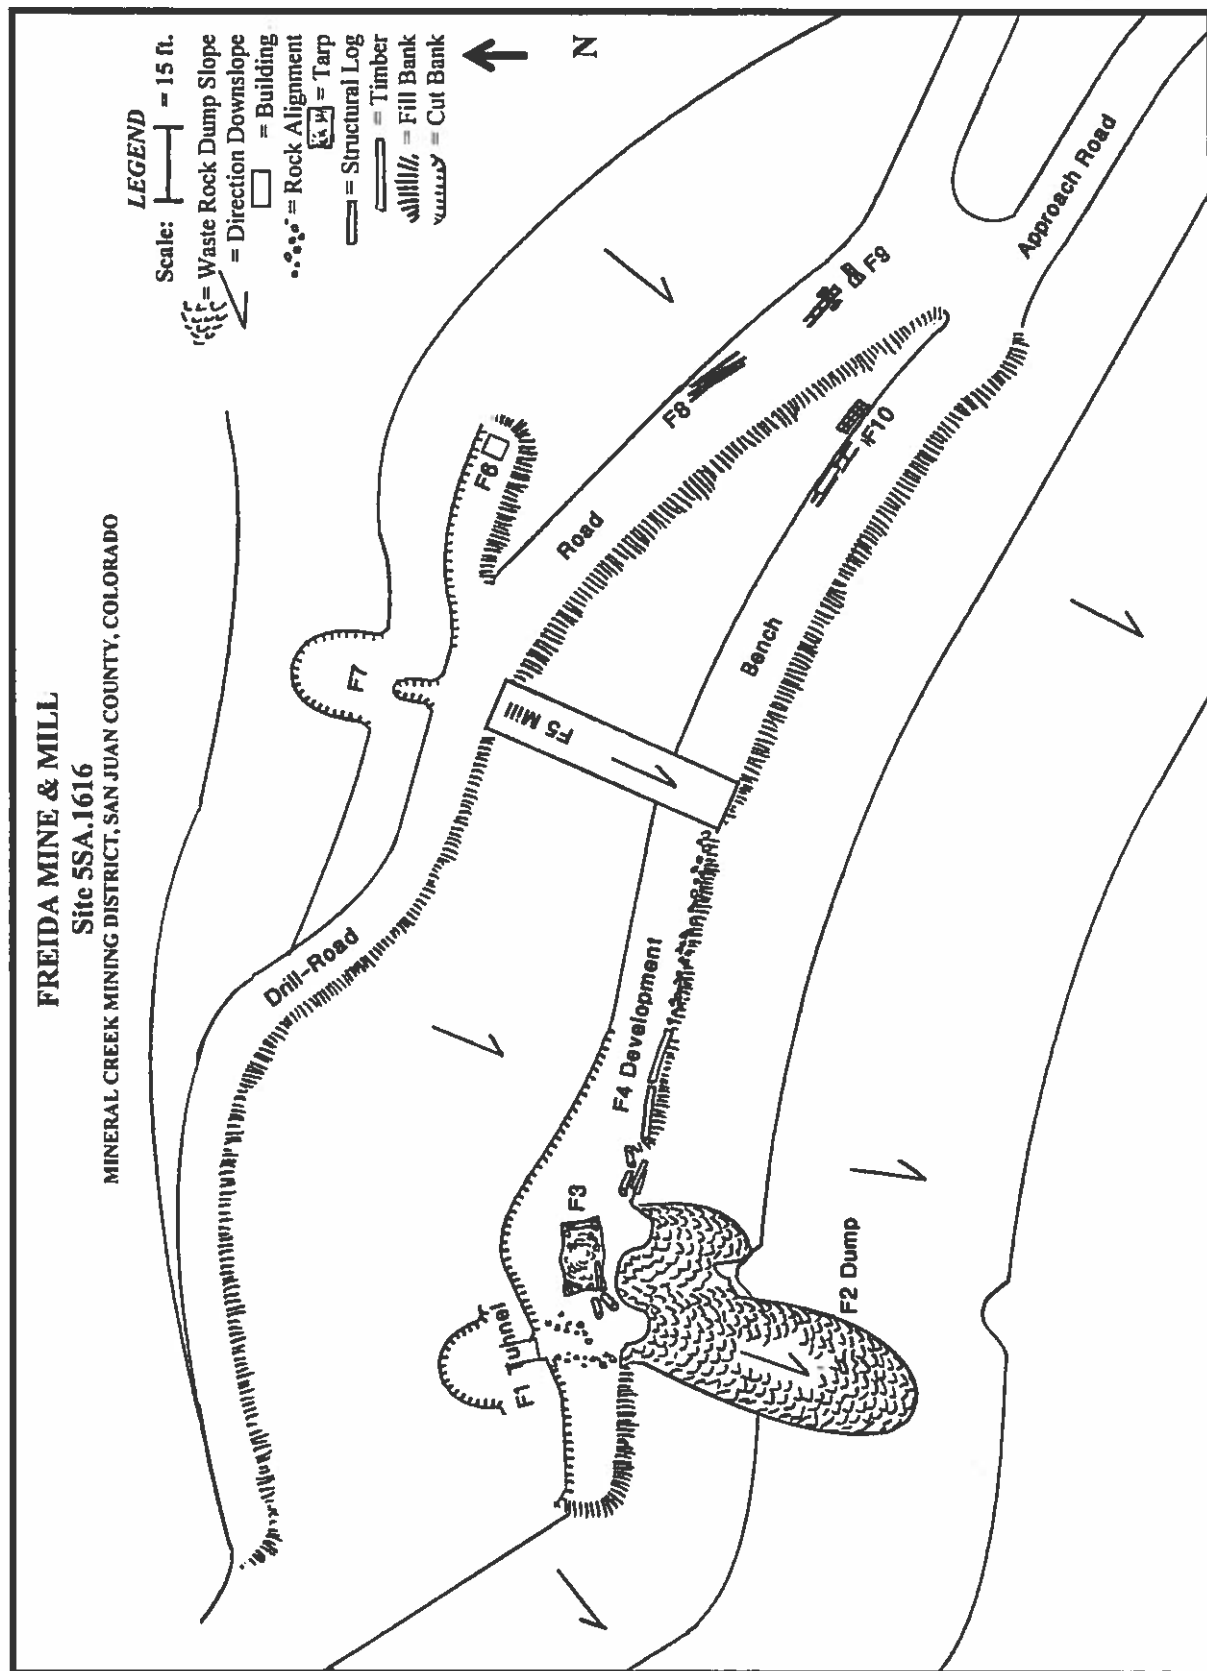 FREIDA MINE & MILL
Site 5SA.1616
MINERAL CREEK MINING DISTRICT, SAN JUAN COUNTY, COLORADO
LEGEND
Scale: = 15 ft.
= Waste Rock Dump Slope
= Direction Downslope
= Building
= Rock Alignment
= Tarp
= Structural Log
= Timber
= Fill Bank
= Cut Bank
N
Drill-Road
F7
F6
Road
F8
F9
F5 Mill
F10
Approach Road
Bench
F4 Development
F3
F1 Tunnel
F2 Dump